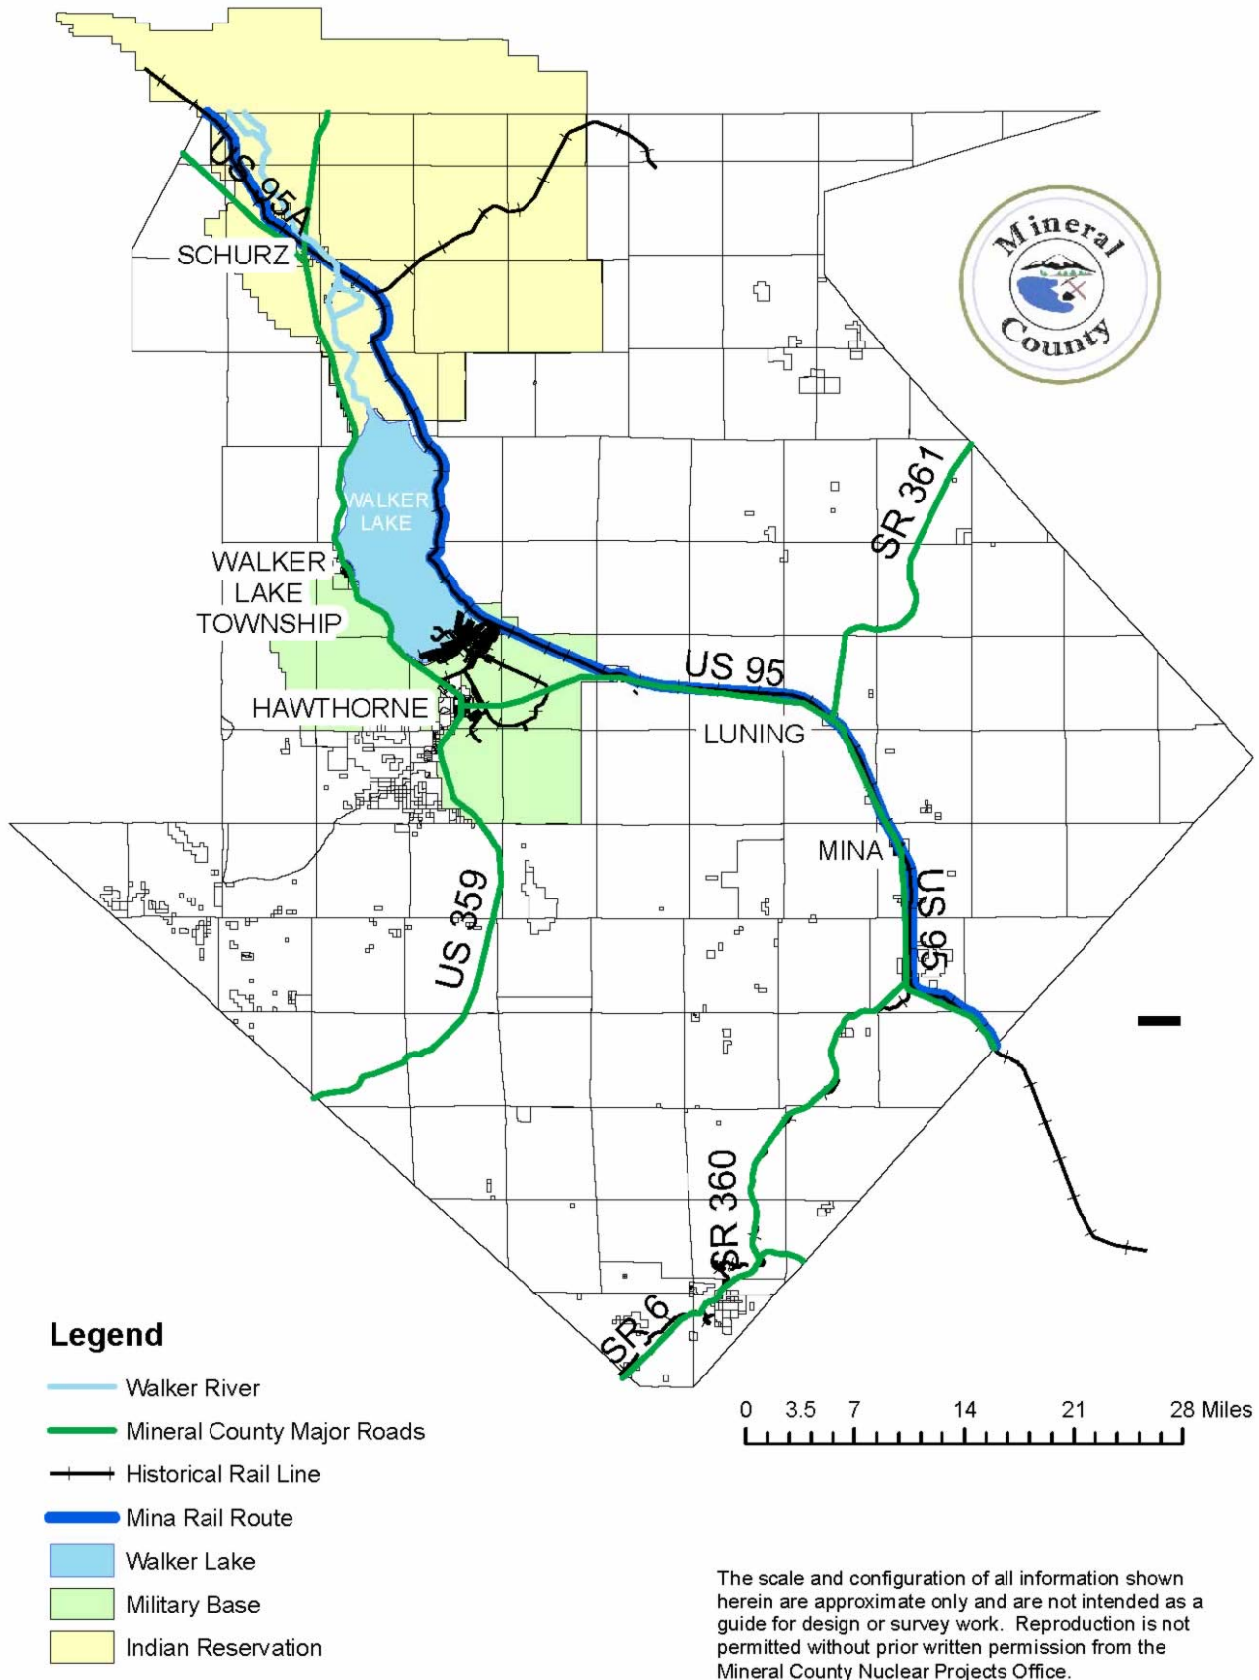 US 95A
SCHURZ
Mineral
County
WALKER
LAKE
SR 361
WALKER
LAKE
TOWNSHIP
US 95
HAWTHORNE
LUNING
MINA
US 95
US 359
SR 360
SR 6
Legend
Walker River
Mineral County Major Roads
Historical Rail Line
Mina Rail Route
Walker Lake
Military Base
Indian Reservation
0 3.5 7 14 21 28 Miles
The scale and configuration of all information shown
herein are approximate only and are not intended as a
guide for design or survey work. Reproduction is not
permitted without prior written permission from the
Mineral County Nuclear Projects Office.